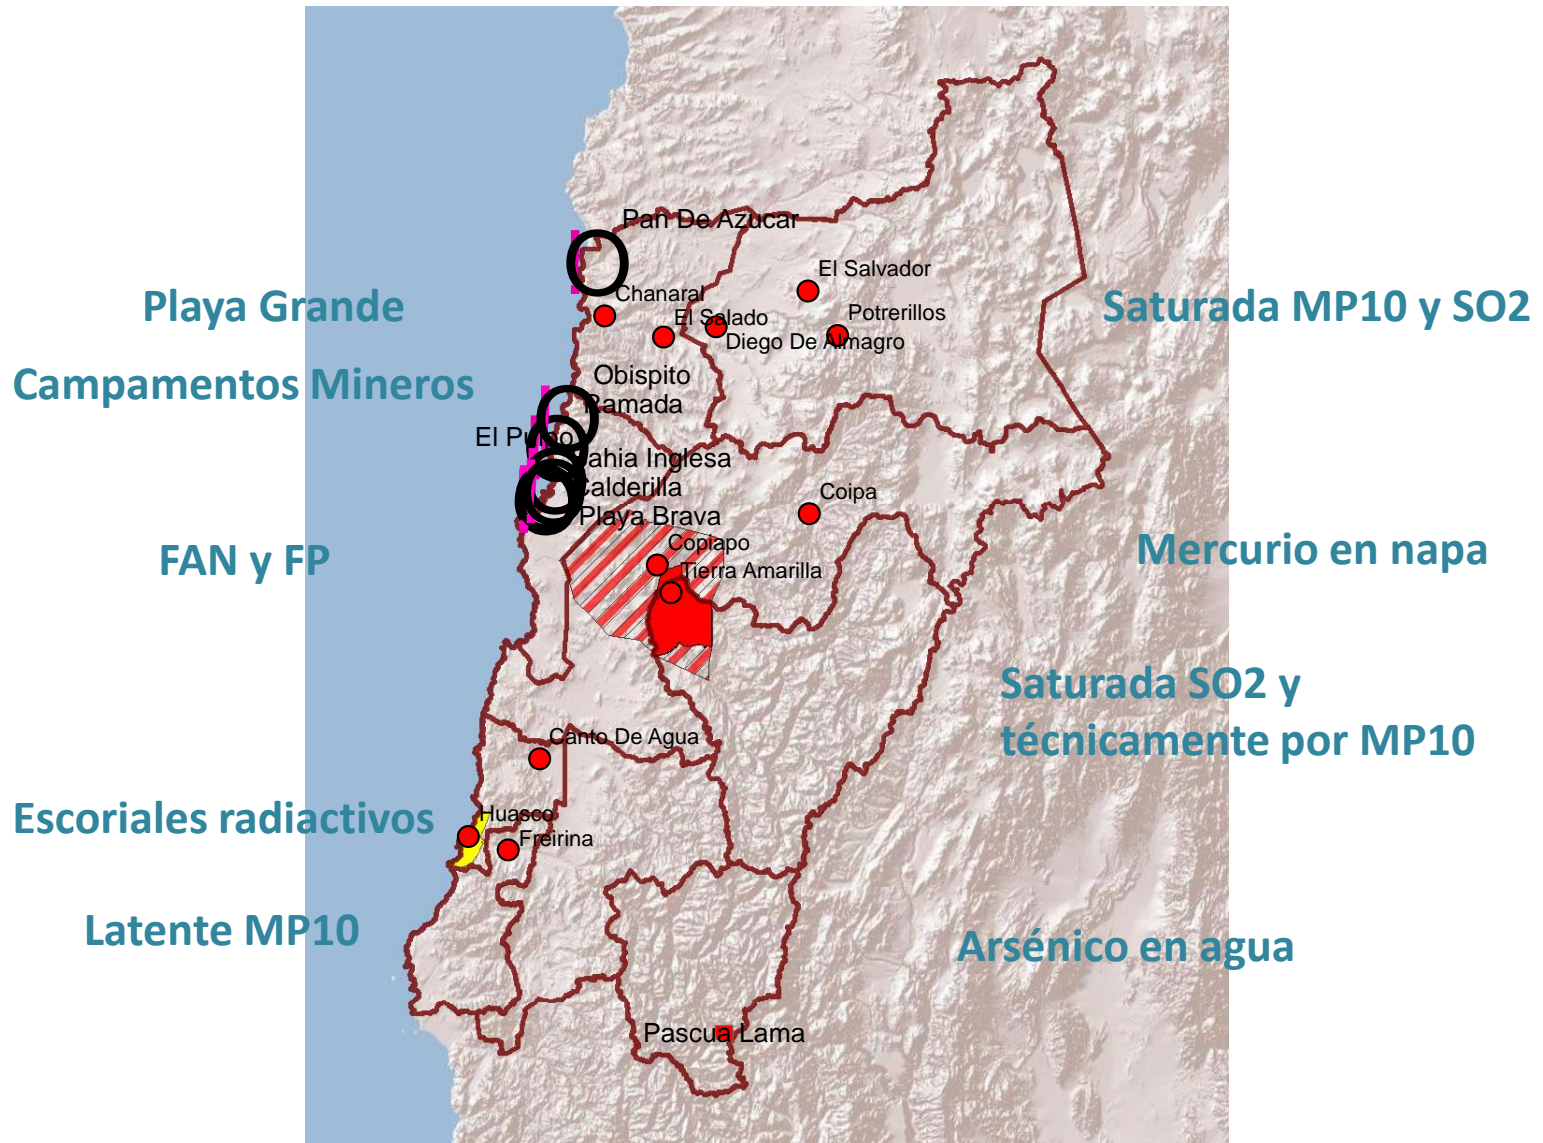 Pan De Azucar
El Salvador
Chanaral
Playa Grande
Saturada MP10 y SO2
Potrerillos
El Salado
Diego De Almagro
Obispito
Campamentos Mineros
Ramada
El Pulpo
Bahia Inglesa
Calderilla
Coipa
Playa Brava
Copiapo
Mercurio en napa
FAN y FP
Tierra Amarilla
Saturada SO2 y
técnicamente por MP10
Canto De Agua
Huasco
Escoriales radiactivos
Freirina
Latente MP10
Arsénico en agua
Pascua Lama